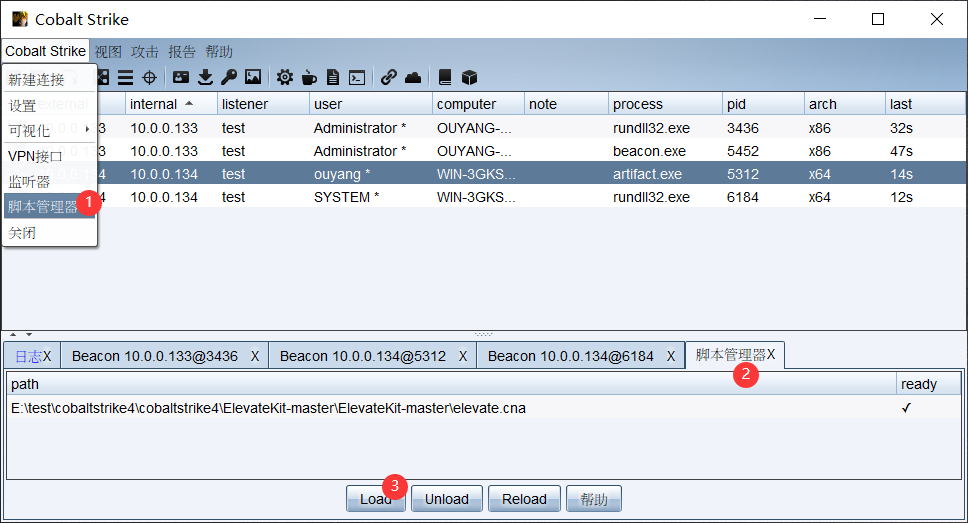 Cobalt Strike
Cobalt Strike 视图 攻击 报告 帮助
新建连接
设置
可视化
VPN接口
监听器
脚本管理器 1
关闭
external internal listener user computer note process pid arch last
3 10.0.0.133 test Administrator * OUYANG-... rundll32.exe 3436 x86 32s
3 10.0.0.133 test Administrator * OUYANG-... beacon.exe 5452 x86 47s
4 10.0.0.134 test ouyang * WIN-3GKS... artifact.exe 5312 x64 14s
4 10.0.0.134 test SYSTEM * WIN-3GKS... rundll32.exe 6184 x64 12s
日志X Beacon 10.0.0.133@3436 X Beacon 10.0.0.134@5312 X Beacon 10.0.0.134@6184 X 脚本管理器X
2
path ready
E:\test\cobaltstrike4\cobaltstrike4\ElevateKit-master\ElevateKit-master\elevate.cna ✓
3
Load Unload Reload 帮助